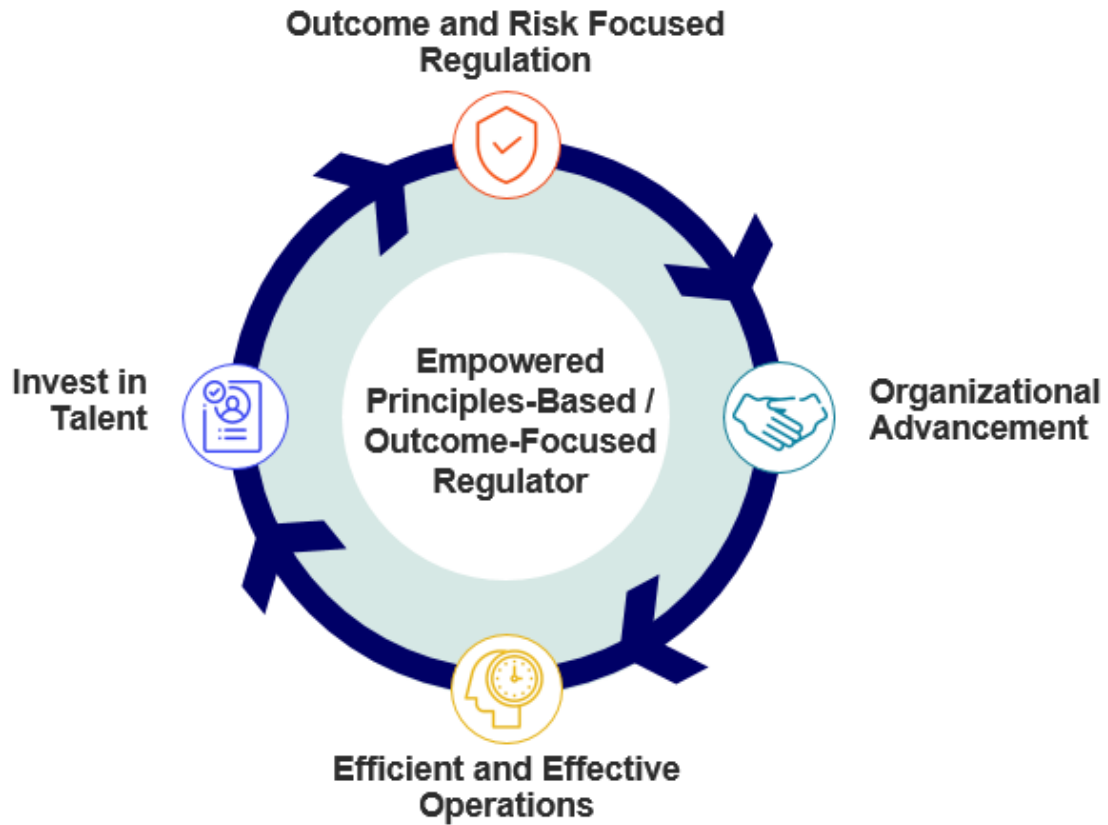 Outcome and Risk Focused
Regulation
Invest in
Talent
Empowered
Principles-Based /
Outcome-Focused
Regulator
Organizational
Advancement
Efficient and Effective
Operations